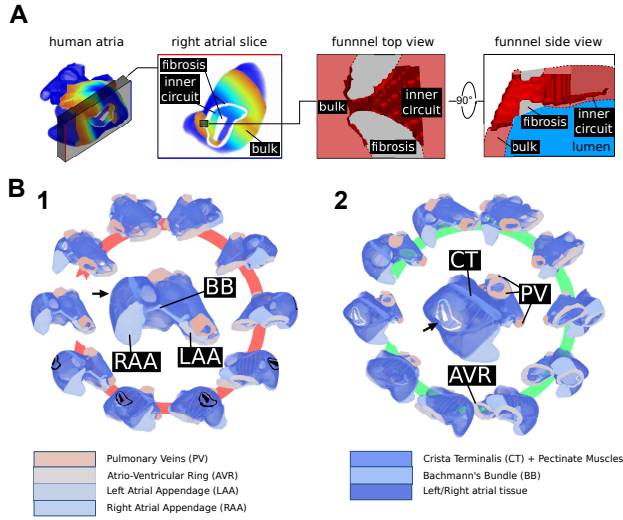 A
human atria
right atrial slice
funnnel top view
funnnel side view
fibrosis
inner
circuit
bulk
bulk
inner
circuit
fibrosis
90°
fibrosis
inner
circuit
bulk
lumen
B
1
2
BB
RAA
LAA
CT
PV
AVR
Pulmonary Veins (PV)
Atrio-Ventricular Ring (AVR)
Left Atrial Appendage (LAA)
Right Atrial Appendage (RAA)
Crista Terminalis (CT) + Pectinate Muscles
Bachmann's Bundle (BB)
Left/Right atrial tissue